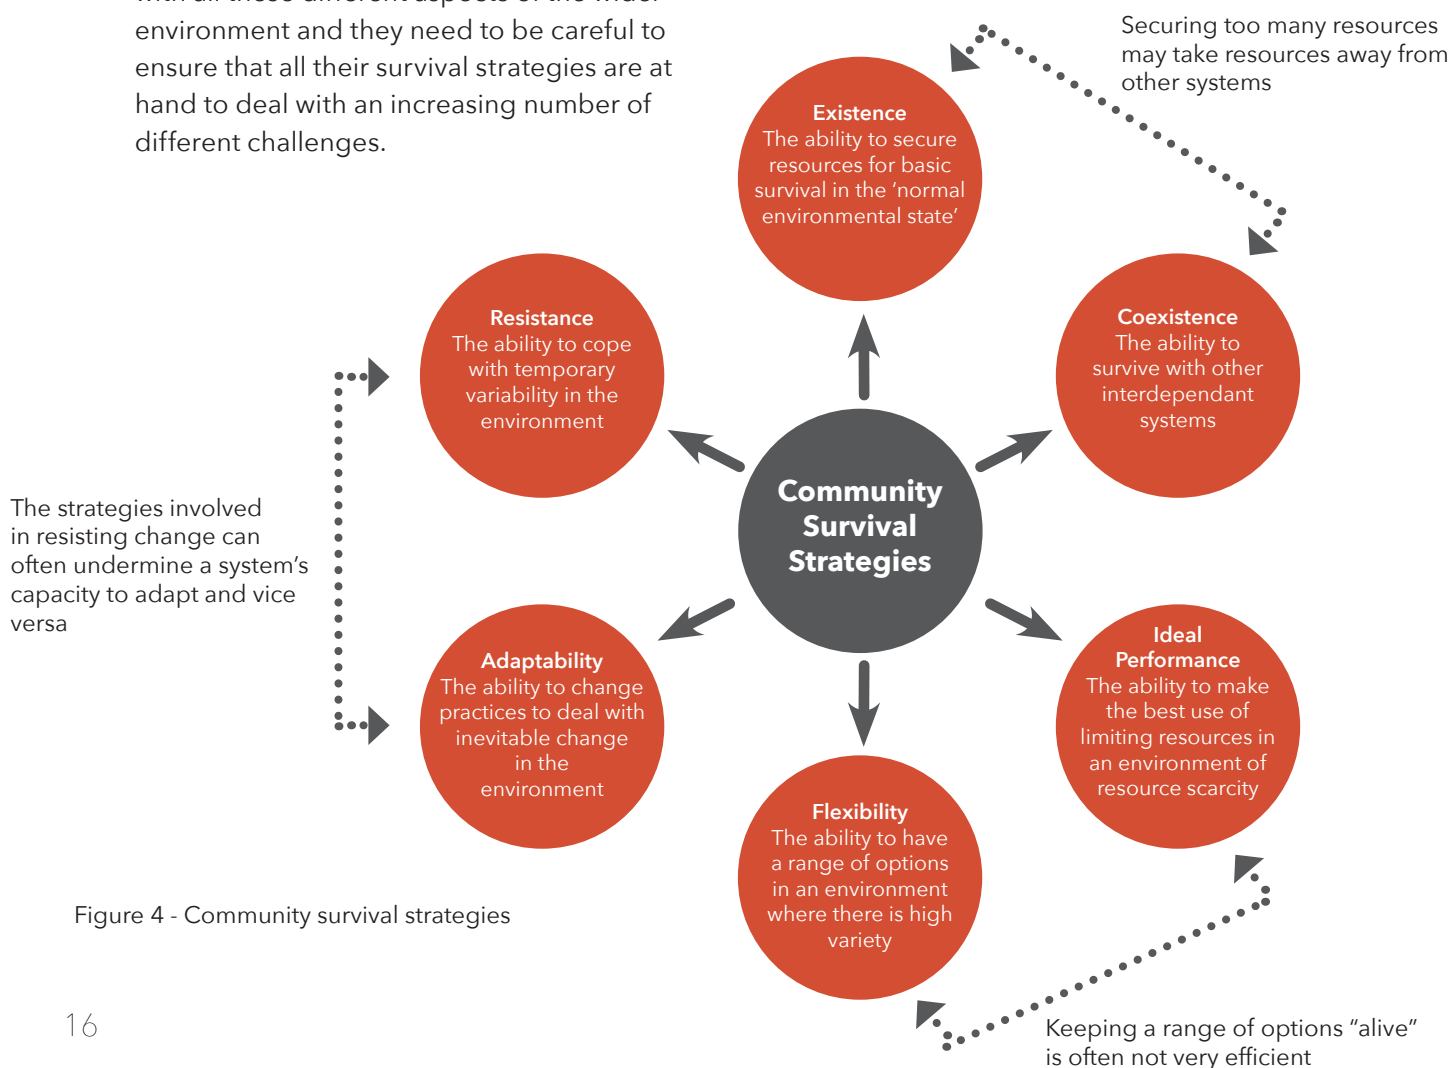 with all these different aspects of the wider
environment and they need to be careful to
ensure that all their survival strategies are at
hand to deal with an increasing number of
different challenges.
Securing too many resources
may take resources away from
other systems
Existence
The ability to secure
resources for basic
survival in the ‘normal
environmental state’
Resistance
The ability to cope
with temporary
variability in the
environment
Coexistence
The ability to
survive with other
interdependant
systems
Community
Survival
Strategies
The strategies involved
in resisting change can
often undermine a system’s
capacity to adapt and vice
versa
Adaptability
The ability to change
practices to deal with
inevitable change
in the
environment
Ideal
Performance
The ability to make
the best use of
limiting resources in
an environment of
resource scarcity
Flexibility
The ability to have
a range of options
in an environment
where there is high
variety
Figure 4 - Community survival strategies
Keeping a range of options “alive”
is often not very efficient
16